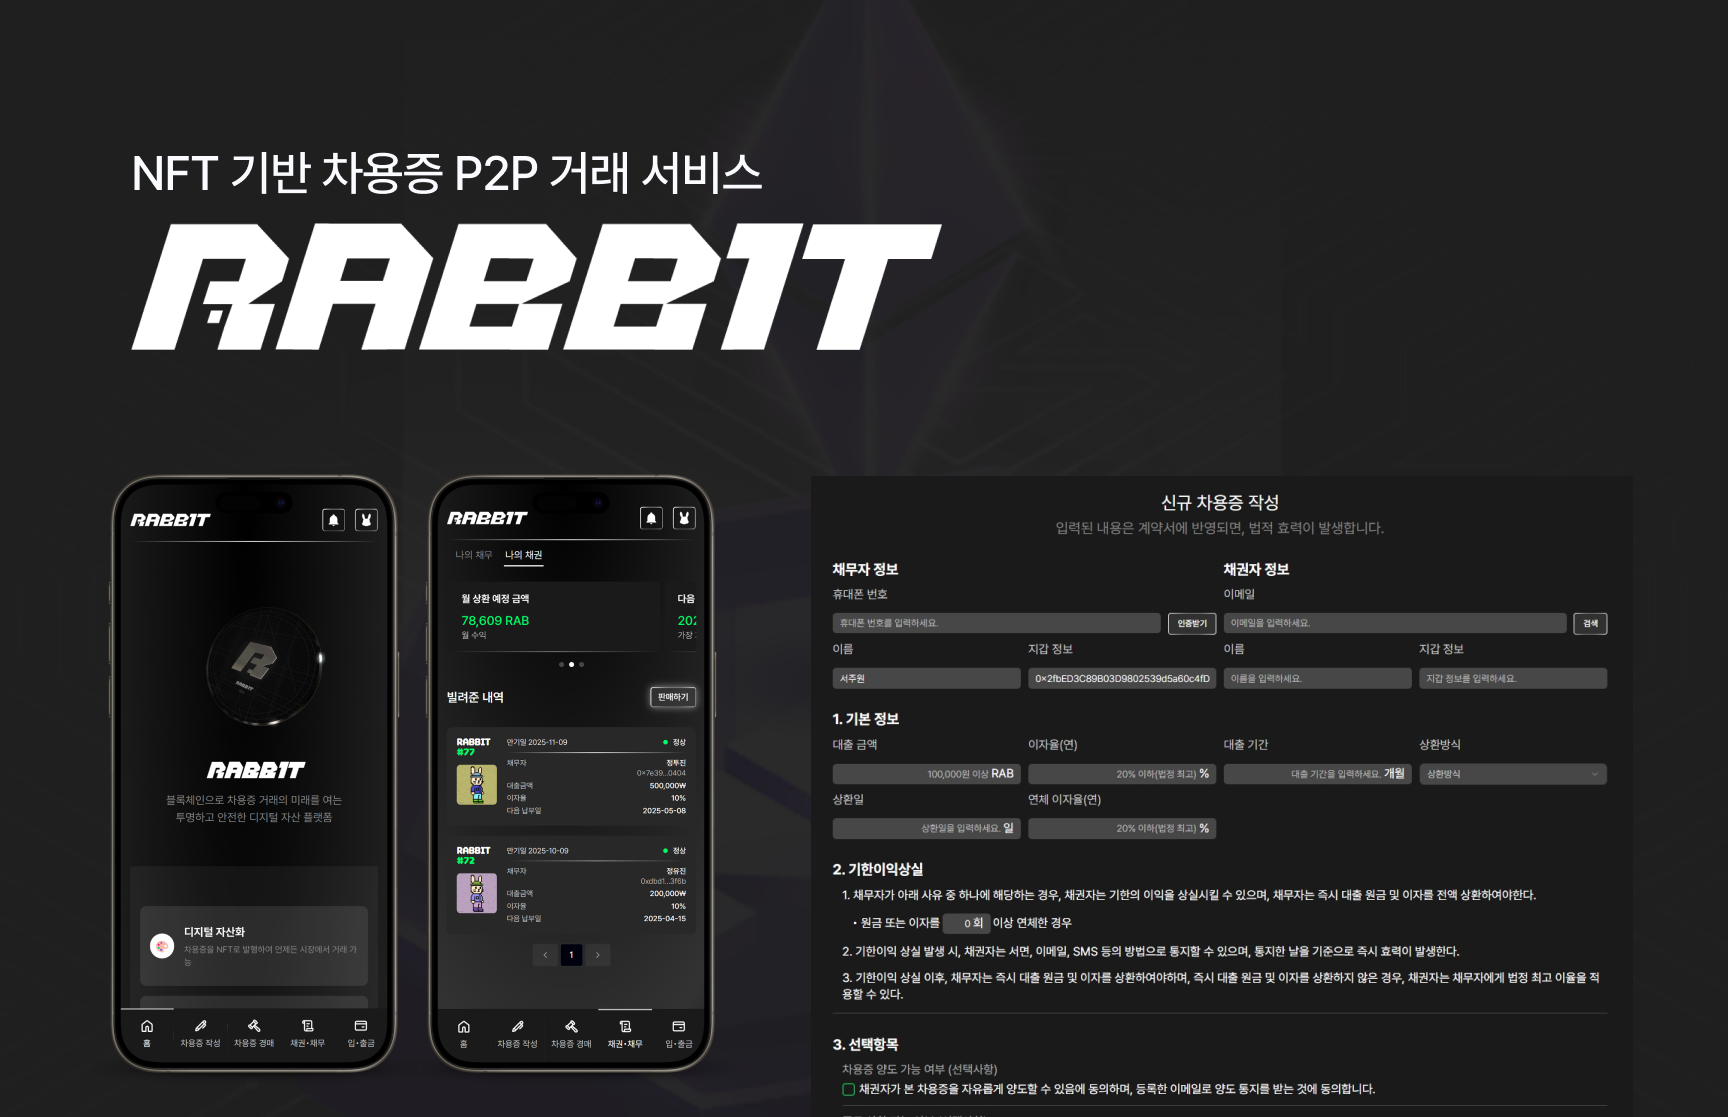 NFT 기반 차용증 P2P 거래 서비스
RABBIT
RABBIT
RABBIT
RABBIT
블록체인으로 차용증 거래의 미래를 여는
투명하고 안전한 디지털 자산 플랫폼
디지털 자산화
차용증을 NFT로 발행하여 언제든 시장에서 거래 가
능
홈
차용증 작성
차용증 경매
채권•채무
입•출금
RABBIT
나의 채무 나의 채권
월 상환 예정 금액
78,609 RAB
월 수익
다음
202
가장
빌려준 내역
판매하기
RABBIT
#77
만기일 2025-11-09
정상
채무자 정투진
0x7e39...0404
대출금액 500,000₩
이자율 10%
다음 납부일 2025-05-08
RABBIT
#72
만기일 2025-10-09
정상
채무자 정유진
0xdbd1...3f6b
대출금액 200,000₩
이자율 10%
다음 납부일 2025-04-15
1
홈
차용증 작성
차용증 경매
채권•채무
입•출금
신규 차용증 작성
입력된 내용은 계약서에 반영되면, 법적 효력이 발생합니다.
채무자 정보
휴대폰 번호
휴대폰 번호를 입력하세요. 인증받기
이름 지갑 정보
서주원 0x2fbED3C89B03D9802539d5a60c4fD
채권자 정보
이메일
이메일을 입력하세요. 검색
이름 지갑 정보
이름을 입력하세요. 지갑 정보를 입력하세요.
1. 기본 정보
대출 금액 이자율(연) 대출 기간 상환방식
100,000원 이상 RAB 20% 이하(법정 최고) % 대출 기간을 입력하세요. 개월 상환방식
상환일 연체 이자율(연)
상환일을 입력하세요. 일 20% 이하(법정 최고) %
2. 기한이익상실
1. 채무자가 아래 사유 중 하나에 해당하는 경우, 채권자는 기한의 이익을 상실시킬 수 있으며, 채무자는 즉시 대출 원금 및 이자를 전액 상환하여야한다.
• 원금 또는 이자를 0 회 이상 연체한 경우
2. 기한이익 상실 발생 시, 채권자는 서면, 이메일, SMS 등의 방법으로 통지할 수 있으며, 통지한 날을 기준으로 즉시 효력이 발생한다.
3. 기한이익 상실 이후, 채무자는 즉시 대출 원금 및 이자를 상환하여야하며, 즉시 대출 원금 및 이자를 상환하지 않은 경우, 채권자는 채무자에게 법정 최고 이율을 적
용할 수 있다.
3. 선택항목
차용증 양도 가능 여부 (선택사항)
채권자가 본 차용증을 자유롭게 양도할 수 있음에 동의하며, 등록한 이메일로 양도 통지를 받는 것에 동의합니다.